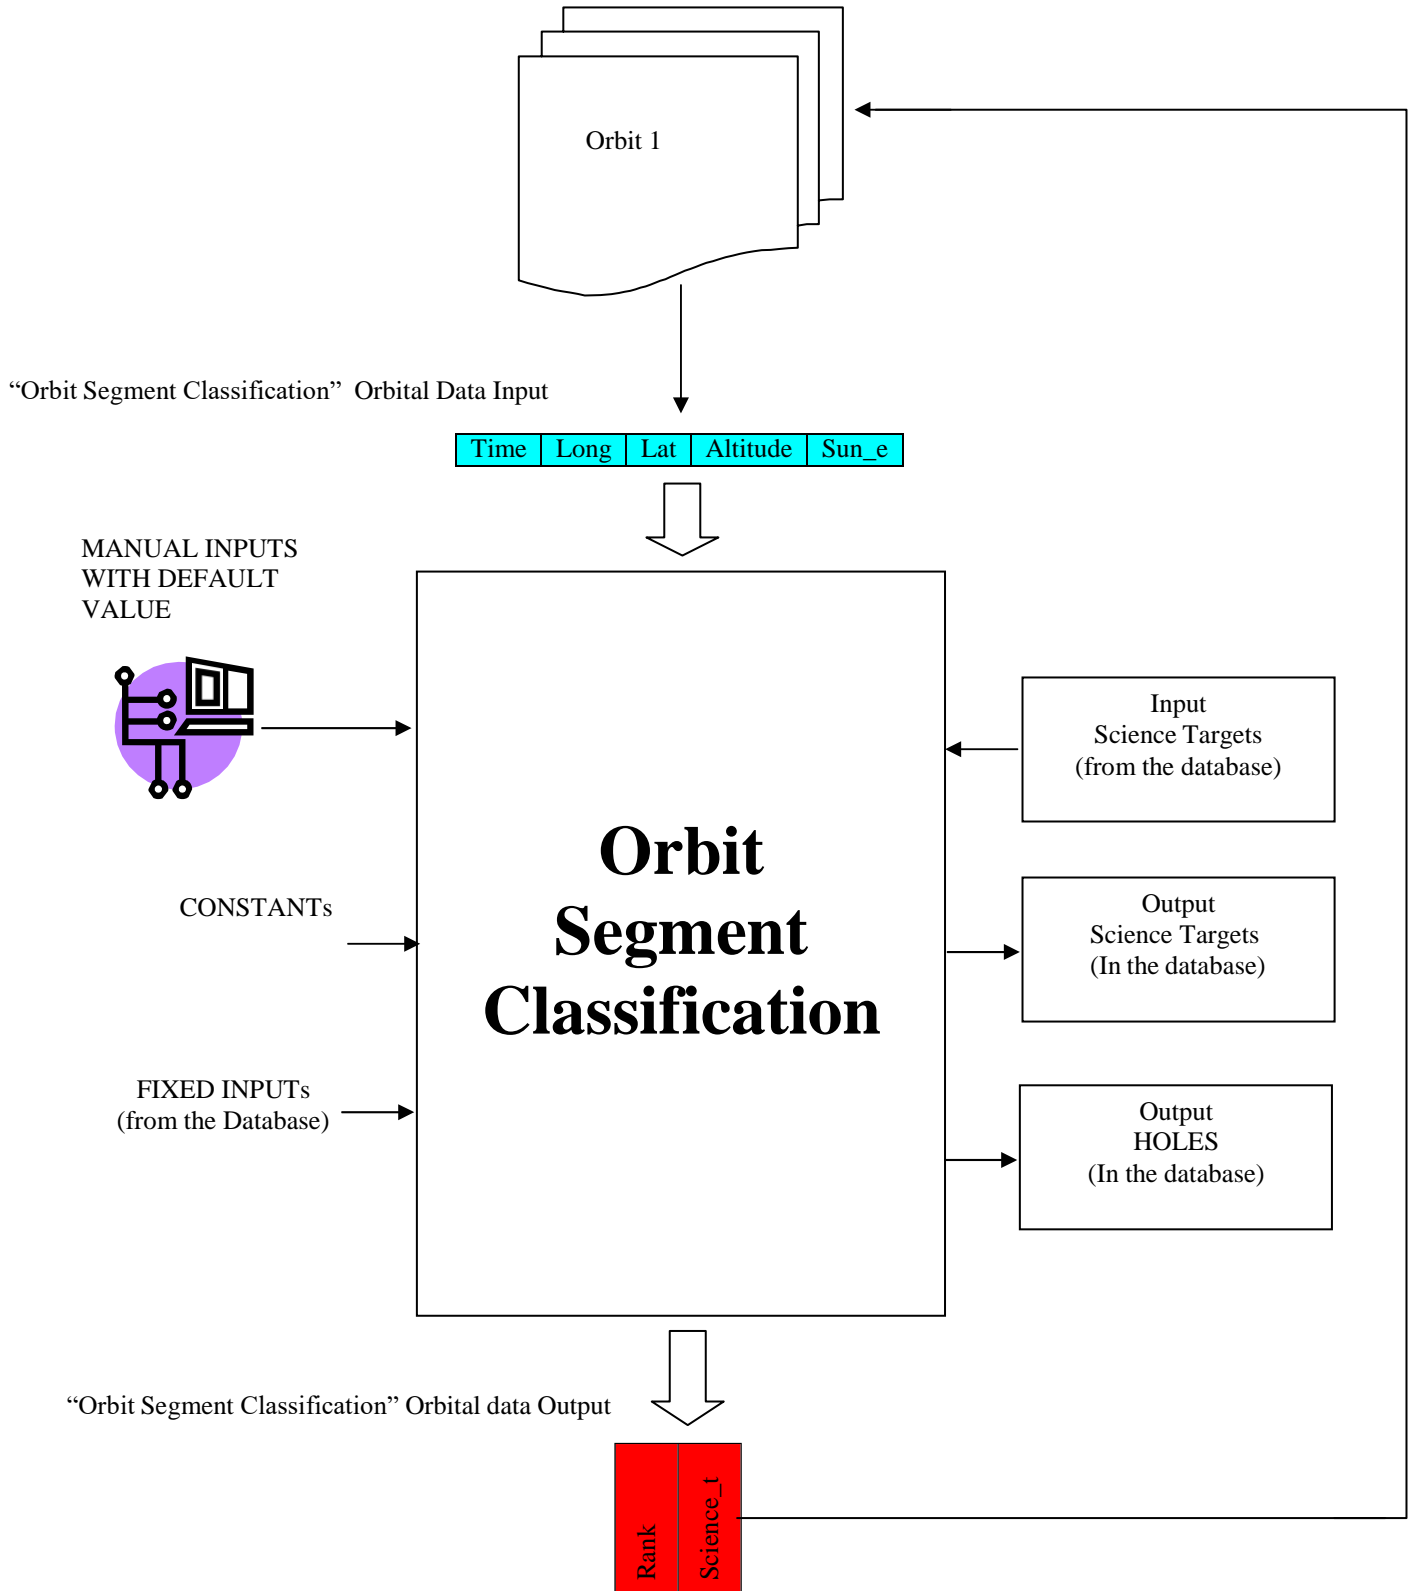 Orbit 1
“Orbit Segment Classification”  Orbital Data Input
Time Long Lat Altitude Sun_e
MANUAL INPUTS
WITH DEFAULT
VALUE
Input
Science Targets
(from the database)
Orbit
Segment
Classification
CONSTANTs
Output
Science Targets
(In the database)
FIXED INPUTs
(from the Database)
Output
HOLES
(In the database)
“Orbit Segment Classification” Orbital data Output
Rank
Science_t